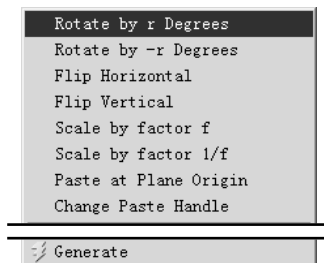 Rotate by r Degrees
Rotate by -r Degrees
Flip Horizontal
Flip Vertical
Scale by factor f
Scale by factor 1/f
Paste at Plane Origin
Change Paste Handle
Generate